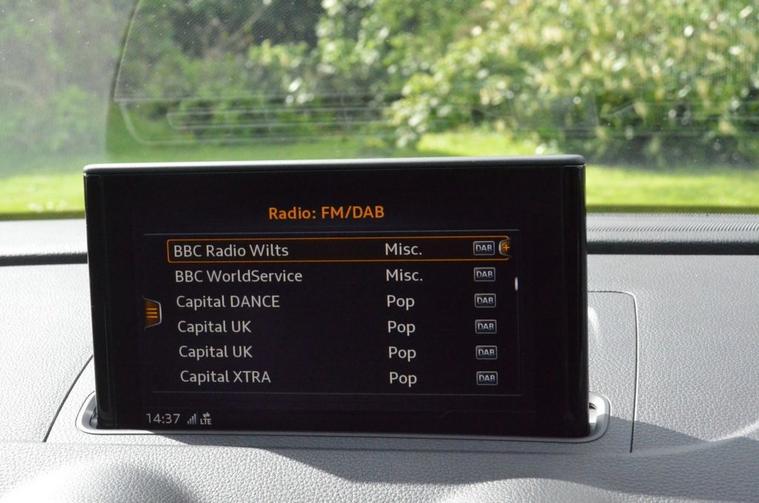 Radio: FM/DAB
BBC Radio Wilts Misc. DAB
BBC WorldService Misc. DAB
Capital DANCE Pop DAB
Capital UK Pop DAB
Capital UK Pop DAB
Capital XTRA Pop DAB
14:37 LTE